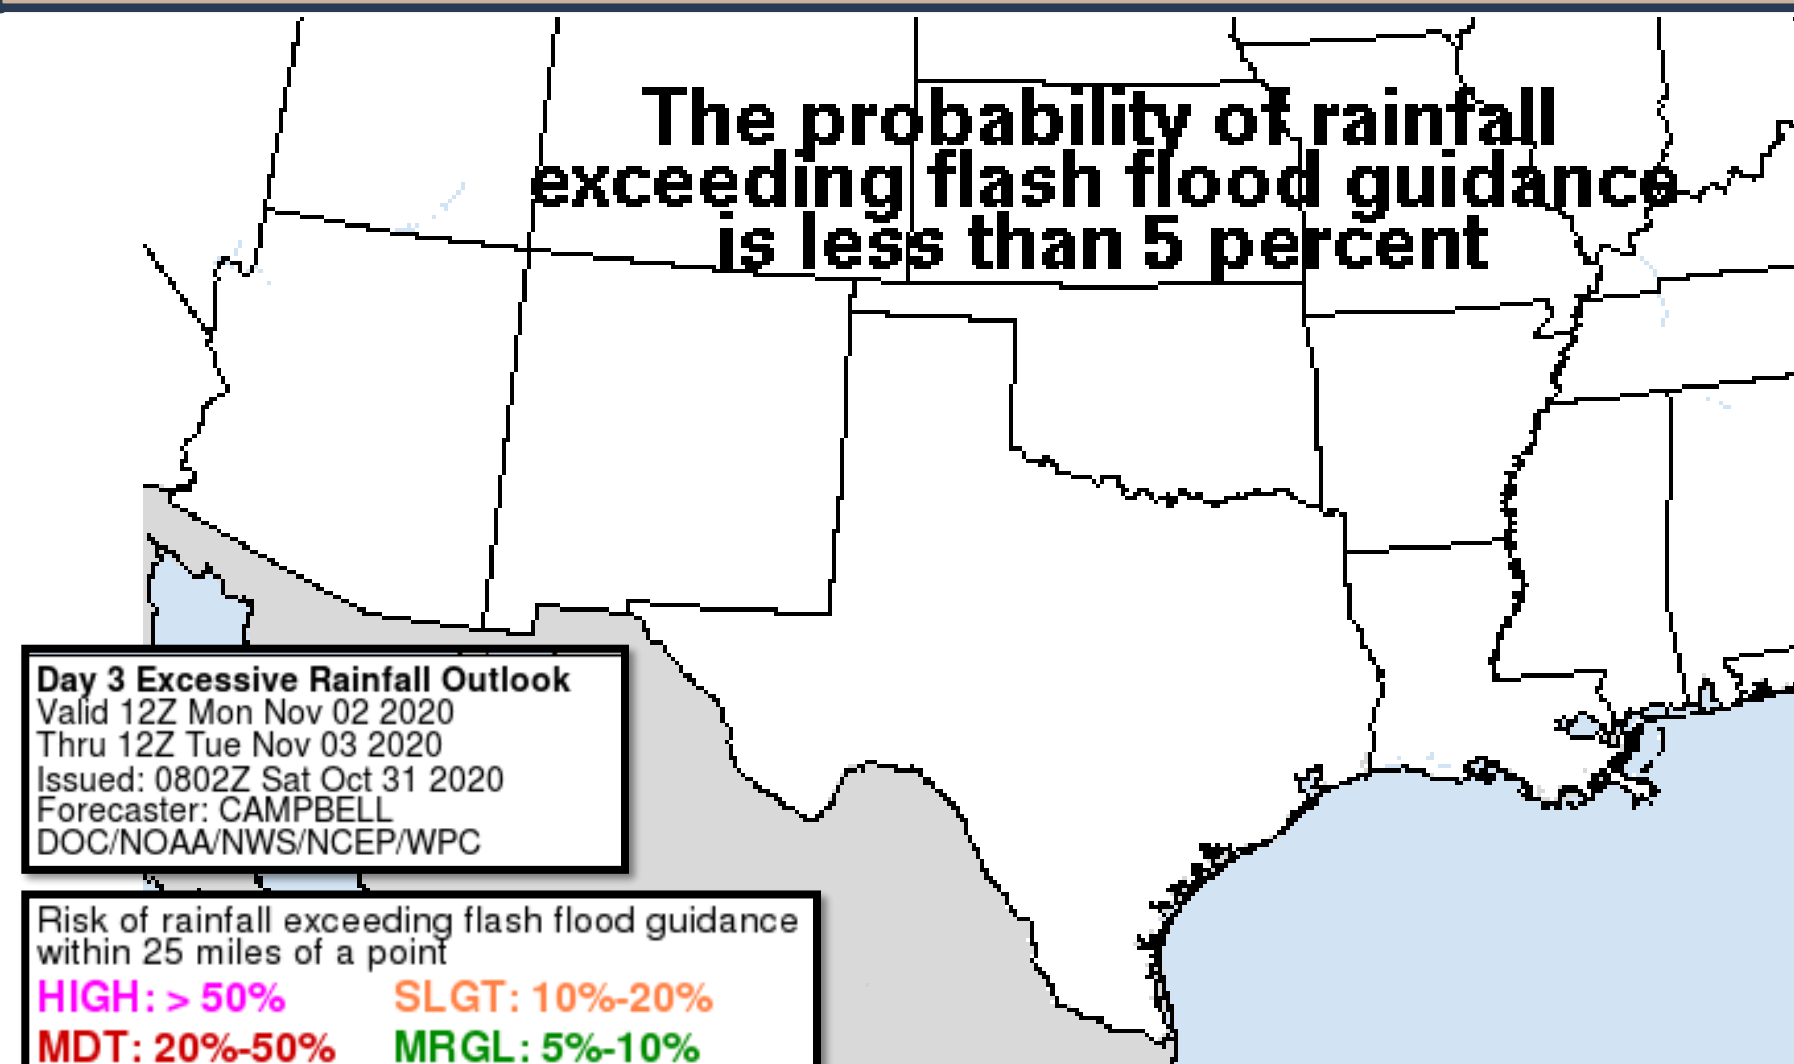 The probability of rainfall
exceeding flash flood guidance
is less than 5 percent
Day 3 Excessive Rainfall Outlook
Valid 12Z Mon Nov 02 2020
Thru 12Z Tue Nov 03 2020
Issued: 0802Z Sat Oct 31 2020
Forecaster: CAMPBELL
DOC/NOAA/NWS/NCEP/WPC
Risk of rainfall exceeding flash flood guidance
within 25 miles of a point
HIGH: > 50% SLGT: 10%-20%
MDT: 20%-50% MRGL: 5%-10%